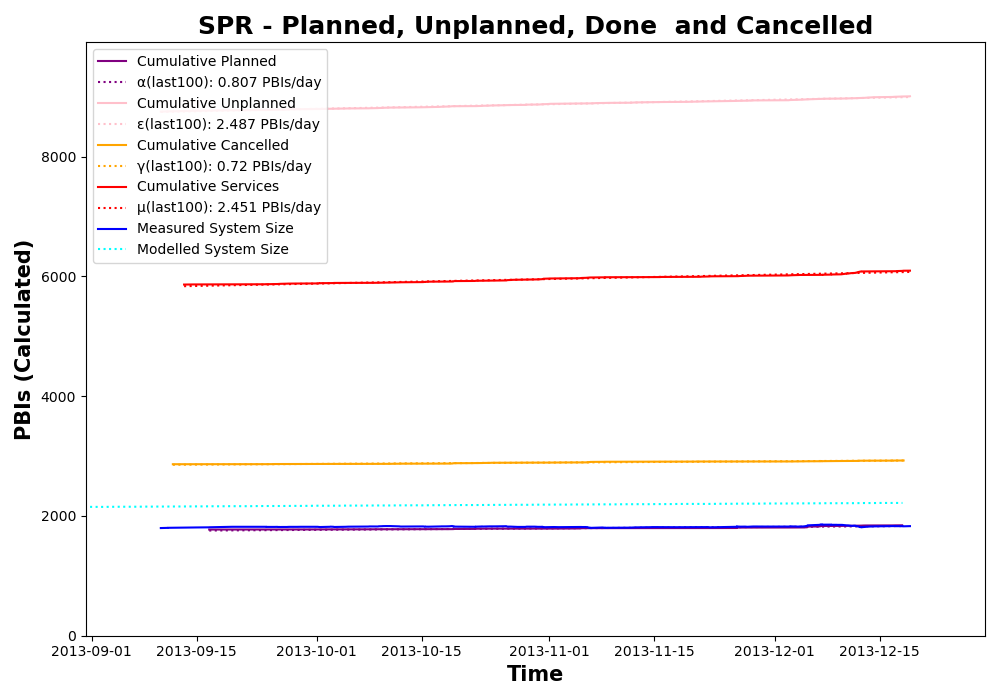 SPR - Planned, Unplanned, Done  and Cancelled
Cumulative Planned
α(last100): 0.807 PBIs/day
Cumulative Unplanned
ε(last100): 2.487 PBIs/day
Cumulative Cancelled
γ(last100): 0.72 PBIs/day
Cumulative Services
μ(last100): 2.451 PBIs/day
Measured System Size
Modelled System Size
PBIs (Calculated)
8000
6000
4000
2000
0
2013-09-01
2013-09-15
2013-10-01
2013-10-15
2013-11-01
2013-11-15
2013-12-01
2013-12-15
Time